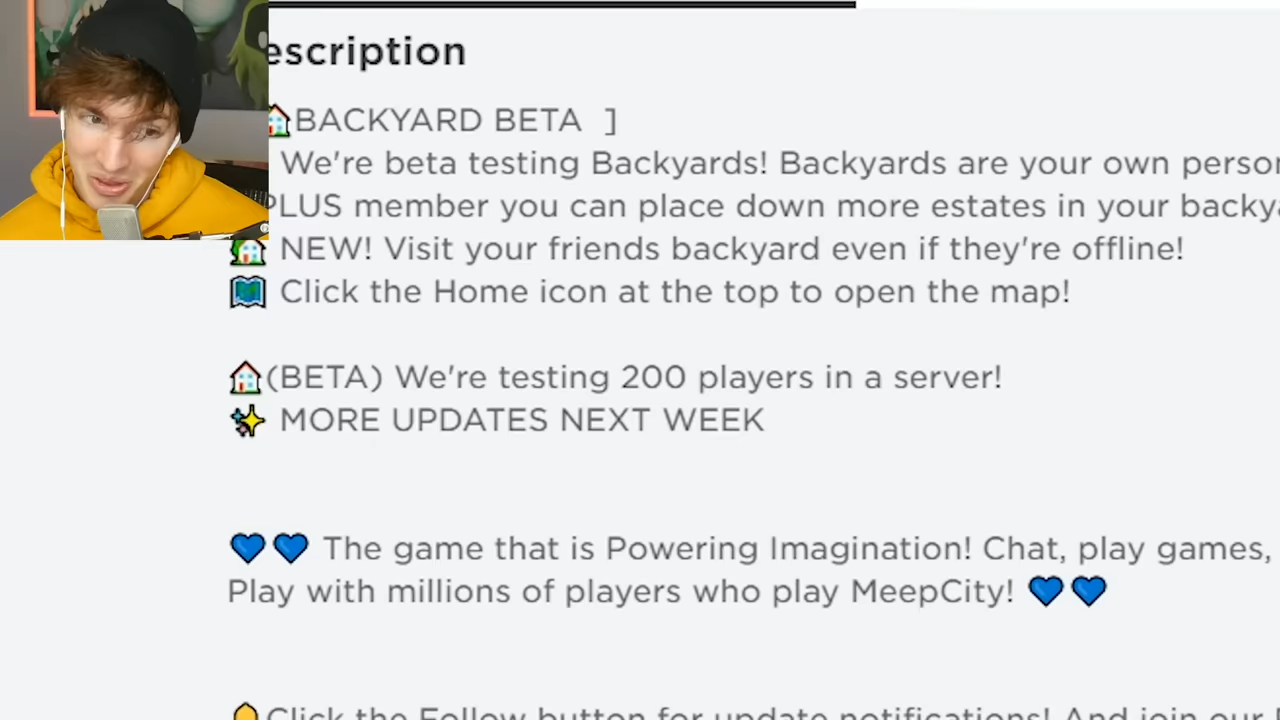 escription
BACKYARD BETA ]
We're beta testing Backyards! Backyards are your own
PLUS member you can place down more estates in your
NEW! Visit your friends backyard even if they're offline!
Click the Home icon at the top to open the map!
(BETA) We're testing 200 players in a server!
MORE UPDATES NEXT WEEK
The game that is Powering Imagination! Chat, play games,
Play with millions of players who play MeepCity!
Click the Follow button for update notifications! And join our